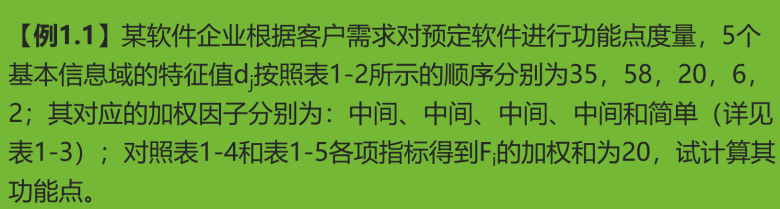 【例1.1】某软件企业根据客户需求对预定软件进行功能点度量，5个
基本信息域的特征值dj按照表1-2所示的顺序分别为35，58，20，6，
2；其对应的加权因子分别为：中间、中间、中间、中间和简单（详见
表1-3）；对照表1-4和表1-5各项指标得到Fi的加权和为20，试计算其
功能点。